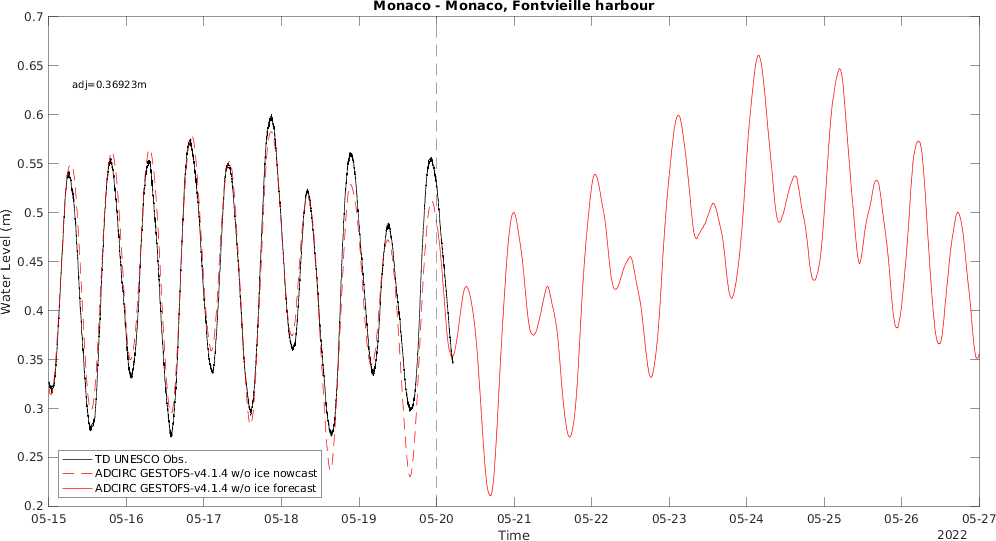 Monaco - Monaco, Fontvieille harbour
0.7
0.65
adj=0.36923m
0.6
0.55
0.5
0.45
0.4
0.35
0.3
0.25
0.2
Water Level (m)
TD UNESCO Obs.
ADCIRC GESTOFS-v4.1.4 w/o ice nowcast
ADCIRC GESTOFS-v4.1.4 w/o ice forecast
05-15 05-16 05-17 05-18 05-19 05-20 05-21 05-22 05-23 05-24 05-25 05-26 05-27
Time
2022